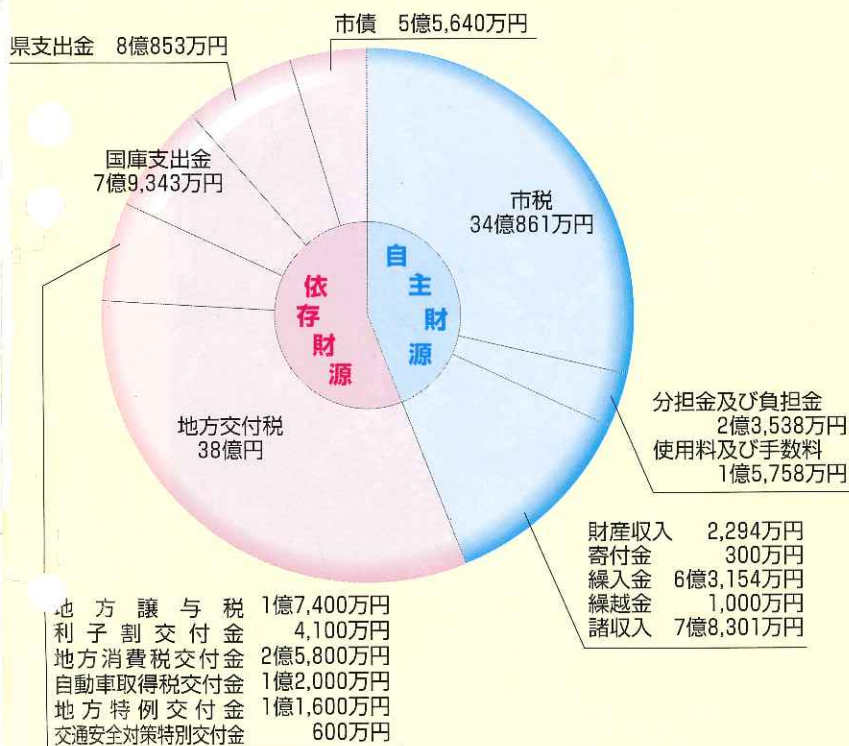 市債 5億5,640万円
県支出金 8億853万円
国庫支出金
7億9,343万円
市税
34億861万円
自主財源
依存財源
地方交付税
38億円
分担金及び負担金
2億3,538万円
使用料及び手数料
1億5,758万円
財産収入 2,294万円
寄付金 300万円
繰入金 6億3,154万円
繰越金 1,000万円
諸収入 7億8,301万円
地方譲与税 1億7,400万円
利子割交付金 4,100万円
地方消費税交付金 2億5,800万円
自動車取得税交付金 1億2,000万円
地方特例交付金 1億1,600万円
交通安全対策特別交付金 600万円